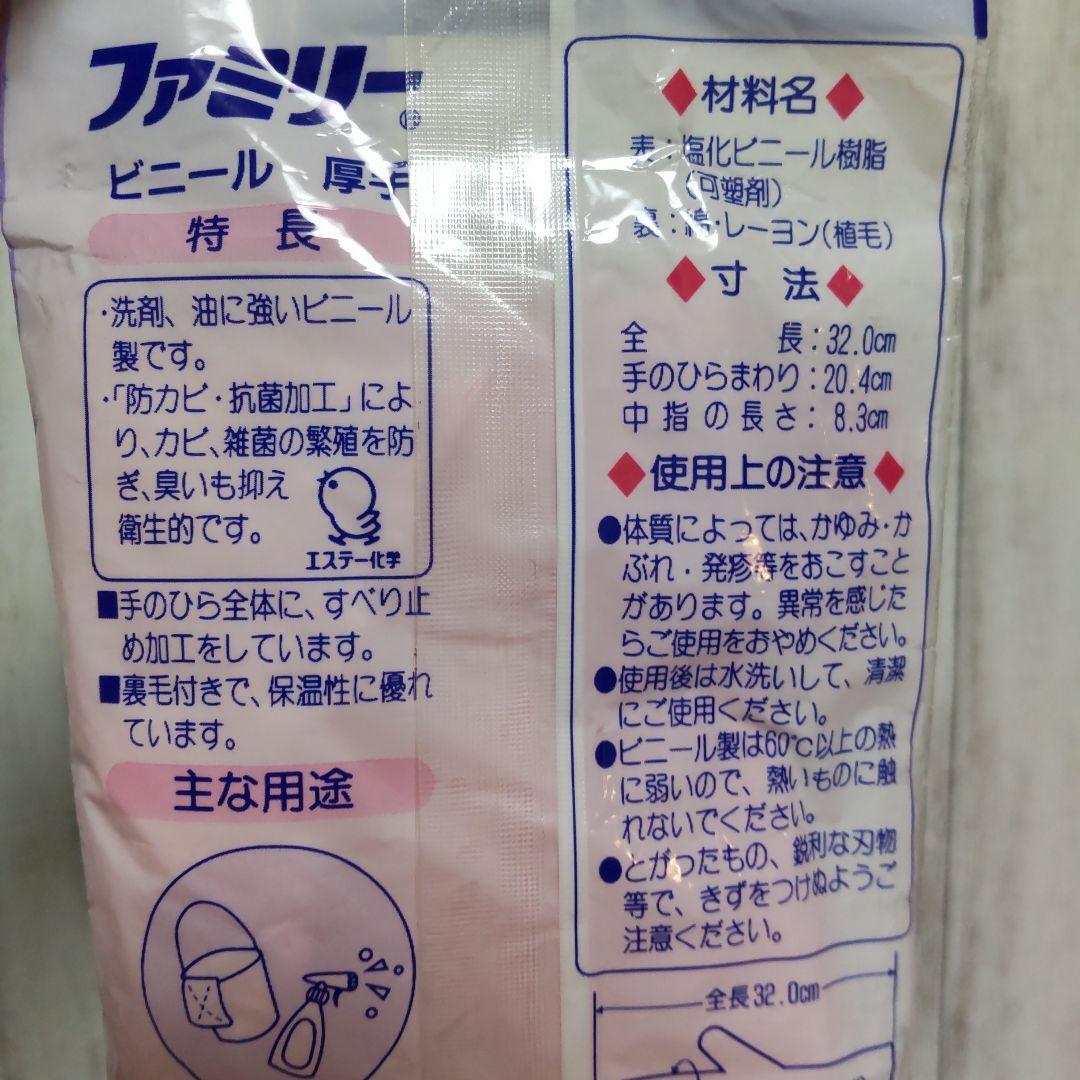 ファミリー®
ビニール 厚手
特長
・洗剤、油に強いビニール
製です。
・「防カビ・抗菌加工」によ
り、カビ、雑菌の繁殖を防
ぎ、臭いも抑え
衛生的です。
エステー化学
■手のひら全体に、すべり止
め加工をしています。
■裏毛付きで、保温性に優れ
ています。
主な用途
◆材料名◆
表：塩化ビニール樹脂
(可塑剤)
裏：綿・レーヨン(植毛)
◆寸 法◆
全 長：32.0cm
手のひらまわり：20.4cm
中指の長さ：8.3cm
◆使用上の注意◆
●体質によっては、かゆみ・か
ぶれ・発疹等をおこすこと
があります。異常を感じた
らご使用をおやめください。
●使用後は水洗いして、清潔
にご使用ください。
●ビニール製は60℃以上の熱
に弱いので、熱いものに触
れないでください。
●とがったもの、鋭利な刃物
等で、きずをつけぬようご
注意ください。
全長32.0cm